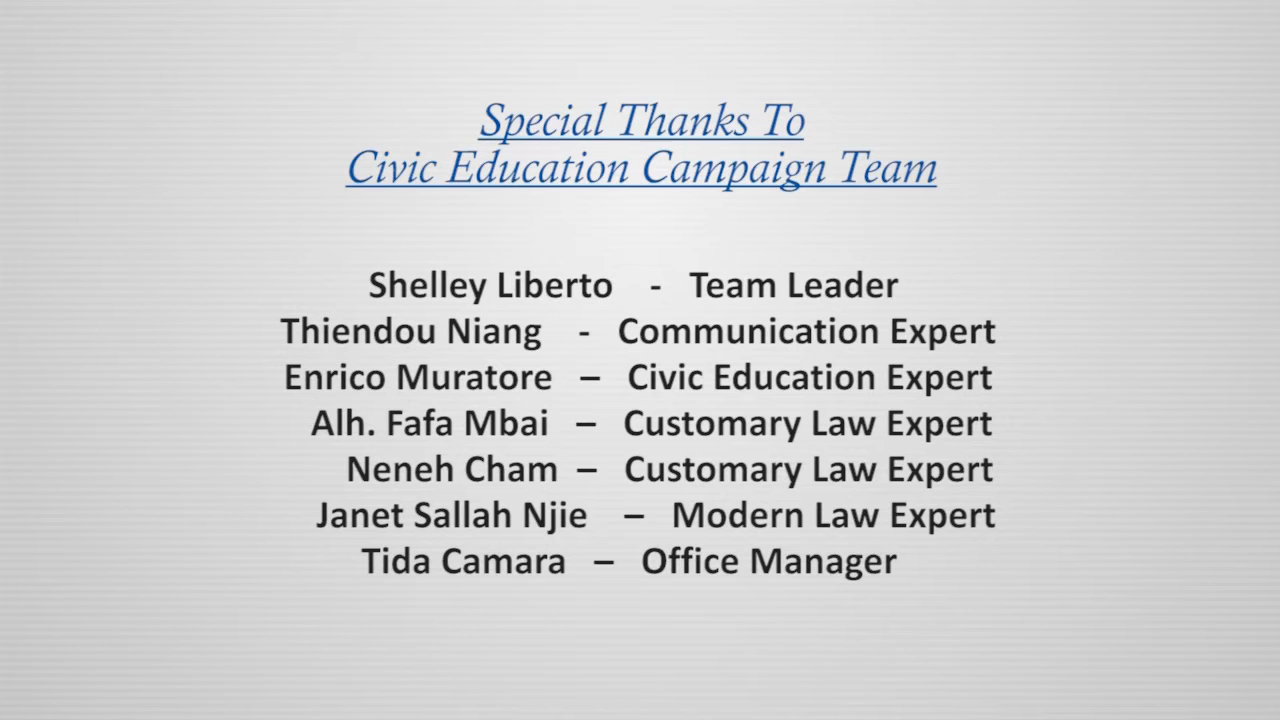 Special Thanks To
Civic Education Campaign Team
Shelley Liberto - Team Leader
Thiendou Niang - Communication Expert
Enrico Muratore – Civic Education Expert
Alh. Fafa Mbai – Customary Law Expert
Neneh Cham – Customary Law Expert
Janet Sallah Njie – Modern Law Expert
Tida Camara – Office Manager